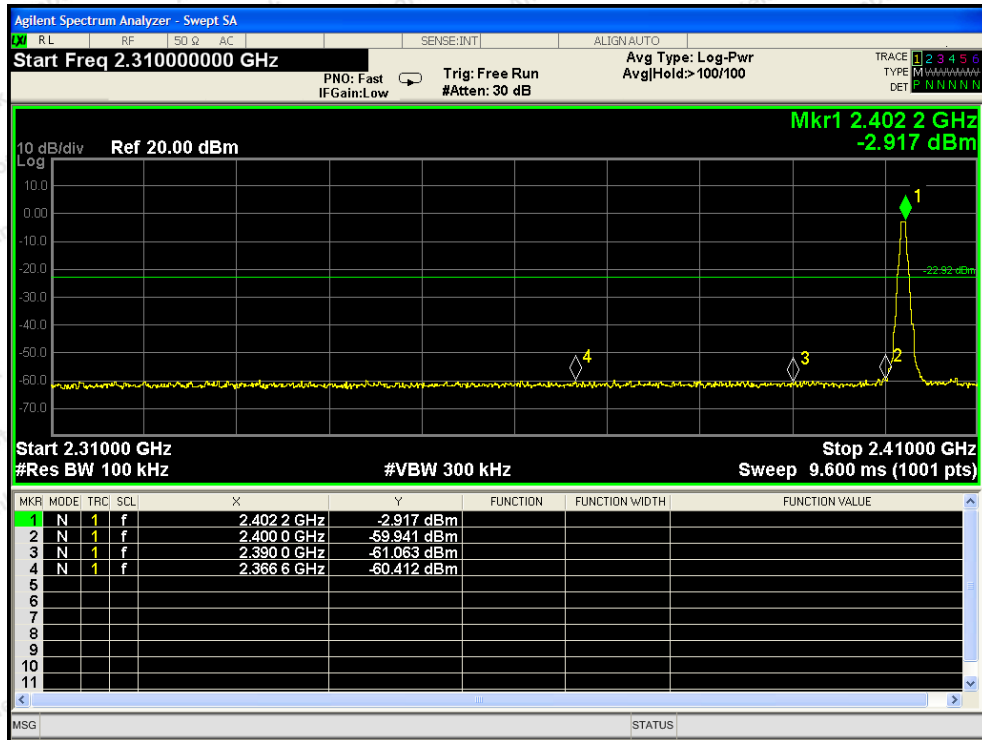 Agilent Spectrum Analyzer - Swept SA
LXI RL RF 50 Ω AC SENSE:INT ALIGNAUTO
Start Freq 2.310000000 GHz
PNO: Fast
IFGain:Low
Trig: Free Run
#Atten: 30 dB
Avg Type: Log-Pwr
Avg|Hold:>100/100
TRACE 1 2 3 4 5 6
TYPE M WWWWW
DET P N N N N N
Mkr1 2.402 2 GHz
-2.917 dBm
10 dB/div Ref 20.00 dBm
Log
10.0
0.00
-10.0
-20.0
-30.0
-40.0
-50.0
-60.0
-70.0
1
-22.92 dBm
4
3
2
Start 2.31000 GHz Stop 2.41000 GHz
#Res BW 100 kHz #VBW 300 kHz Sweep 9.600 ms (1001 pts)
MKR MODE TRC SCL X Y FUNCTION FUNCTION WIDTH FUNCTION VALUE
1 N 1 f 2.402 2 GHz -2.917 dBm
2 N 1 f 2.400 0 GHz -59.941 dBm
3 N 1 f 2.390 0 GHz -61.063 dBm
4 N 1 f 2.366 6 GHz -60.412 dBm
5
6
7
8
9
10
11
MSG STATUS